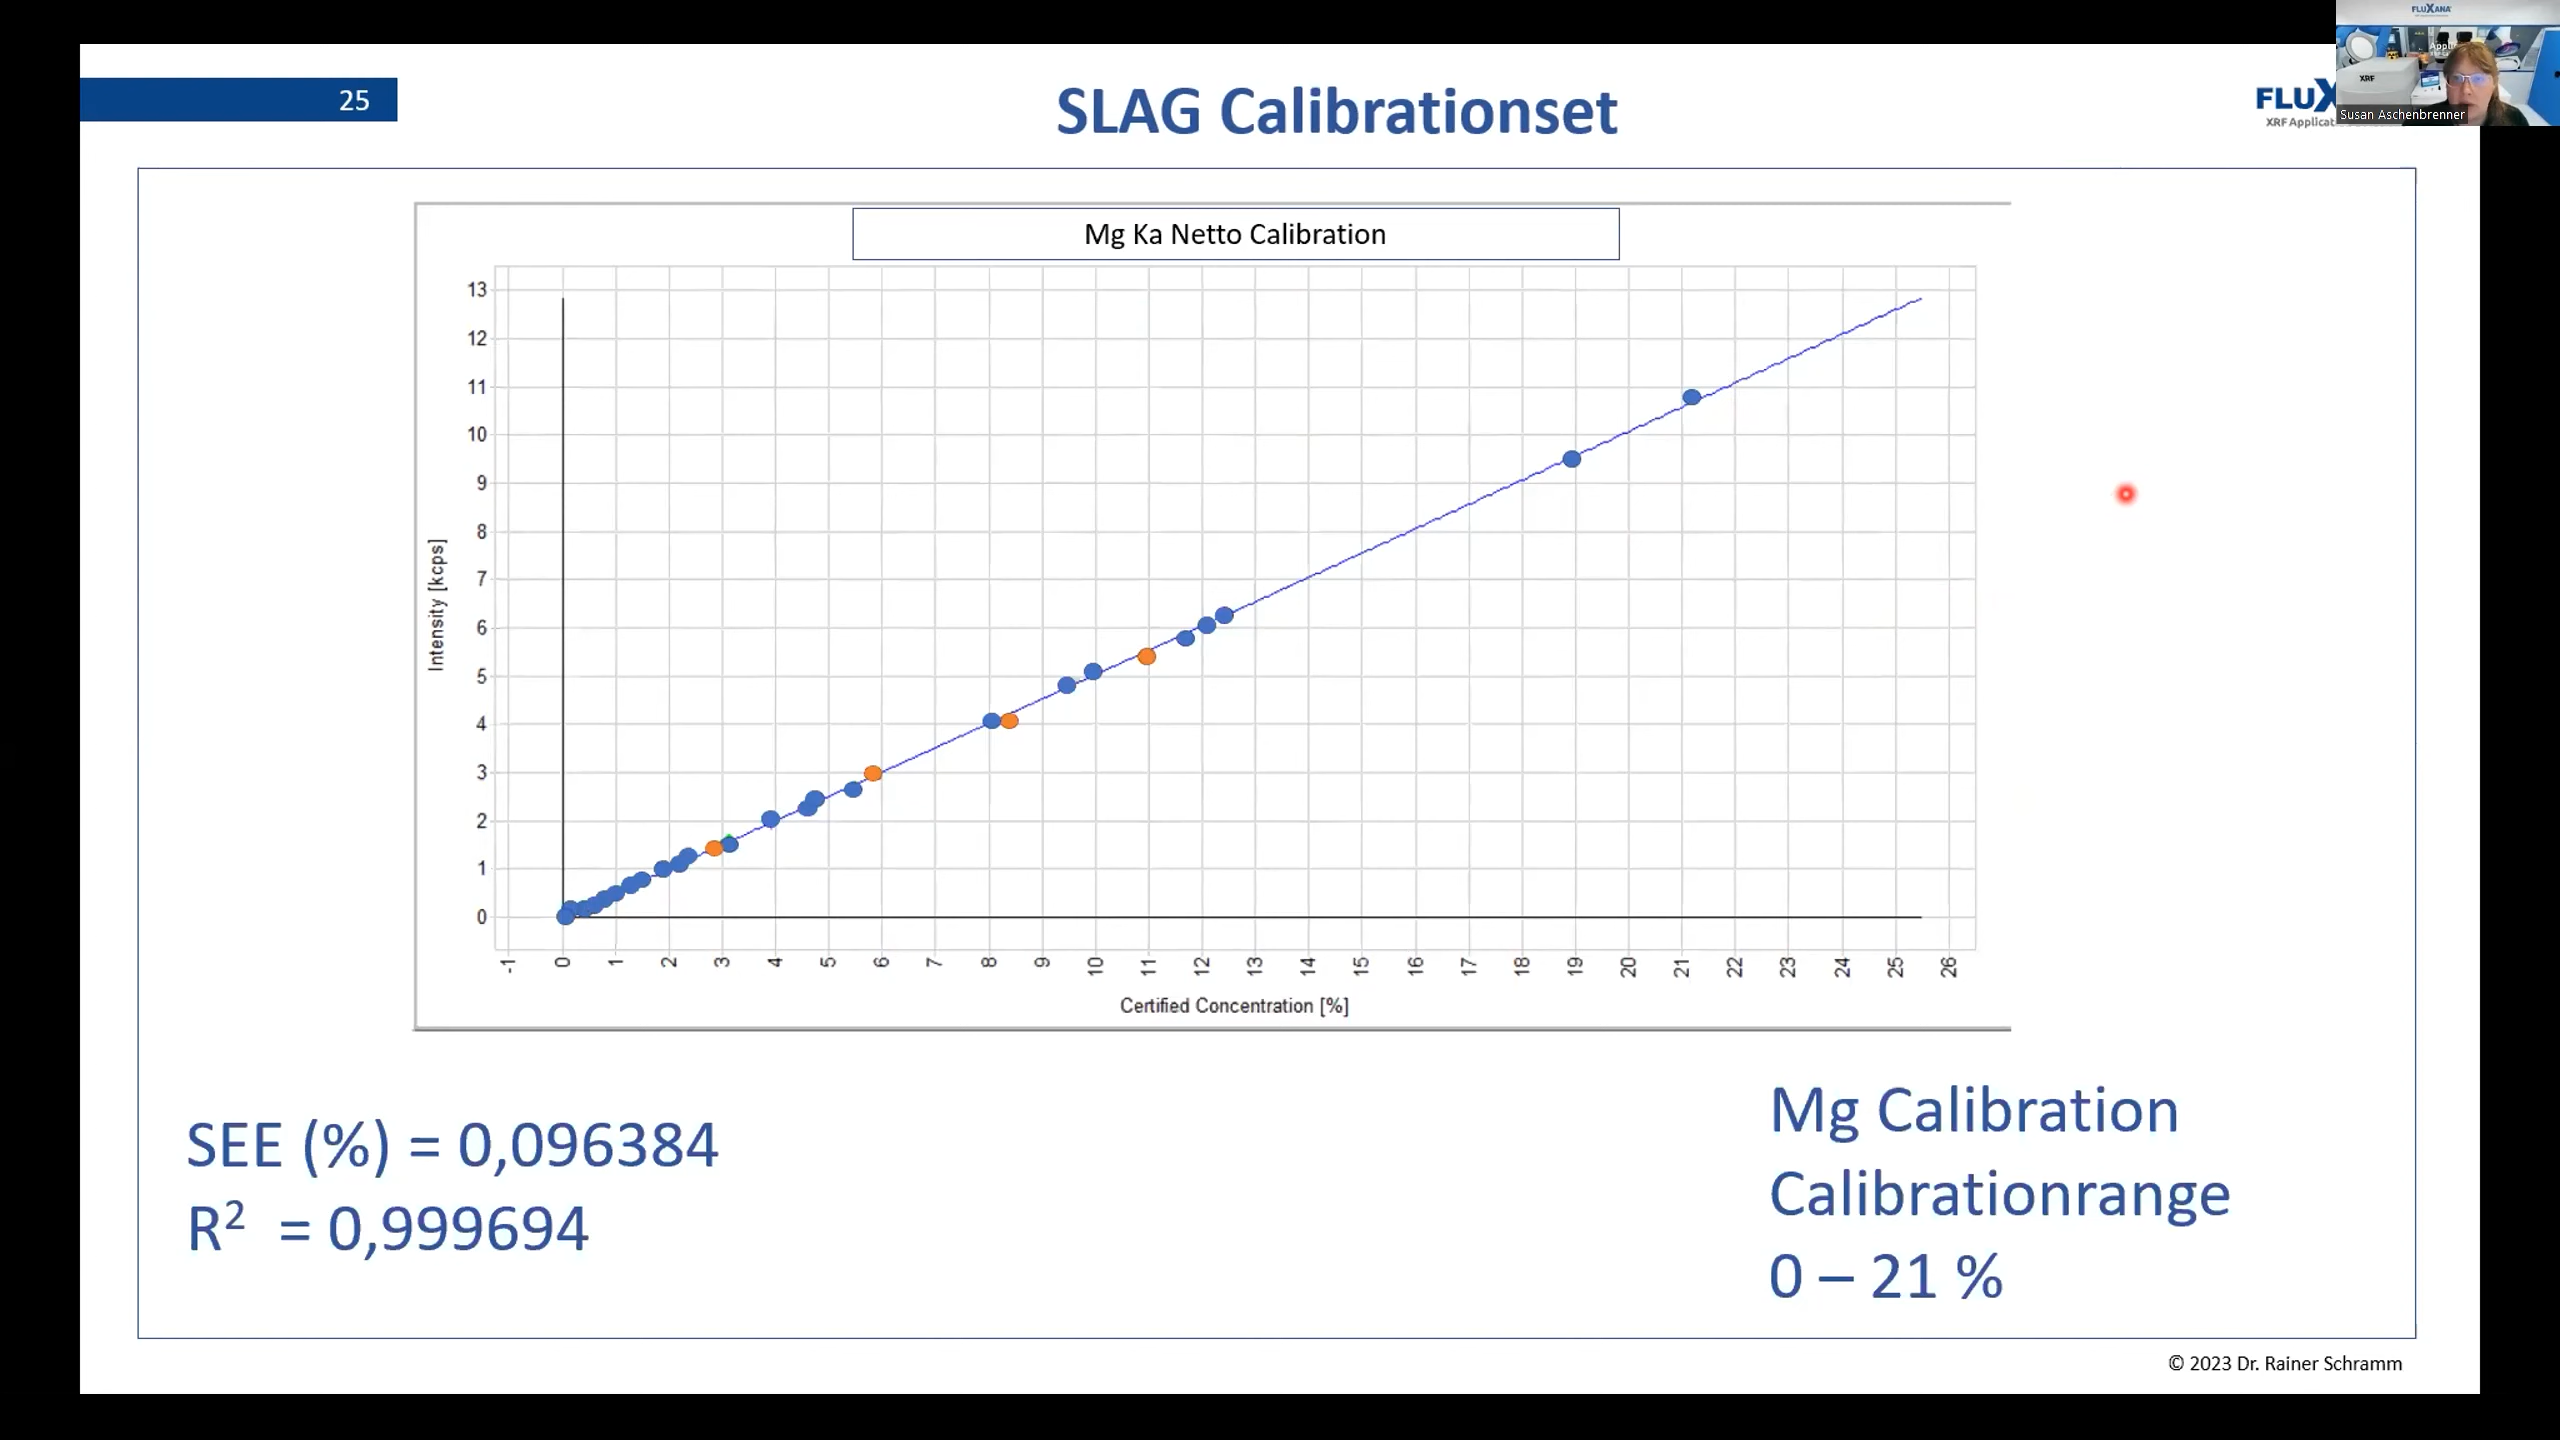 25
SLAG Calibrationset
FLUX
XRF Applicat
FLUXANA
XRF
Susan Aschenbrenner
Mg Ka Netto Calibration
13
12
11
10
9
8
7
6
5
4
3
2
1
0
Intensity [kcps]
-1 0 1 2 3 4 5 6 7 8 9 10 11 12 13 14 15 16 17 18 19 20 21 22 23 24 25 26
Certified Concentration [%]
SEE (%) = 0,096384
R² = 0,999694
Mg Calibration
Calibrationrange
0 – 21 %
© 2023 Dr. Rainer Schramm